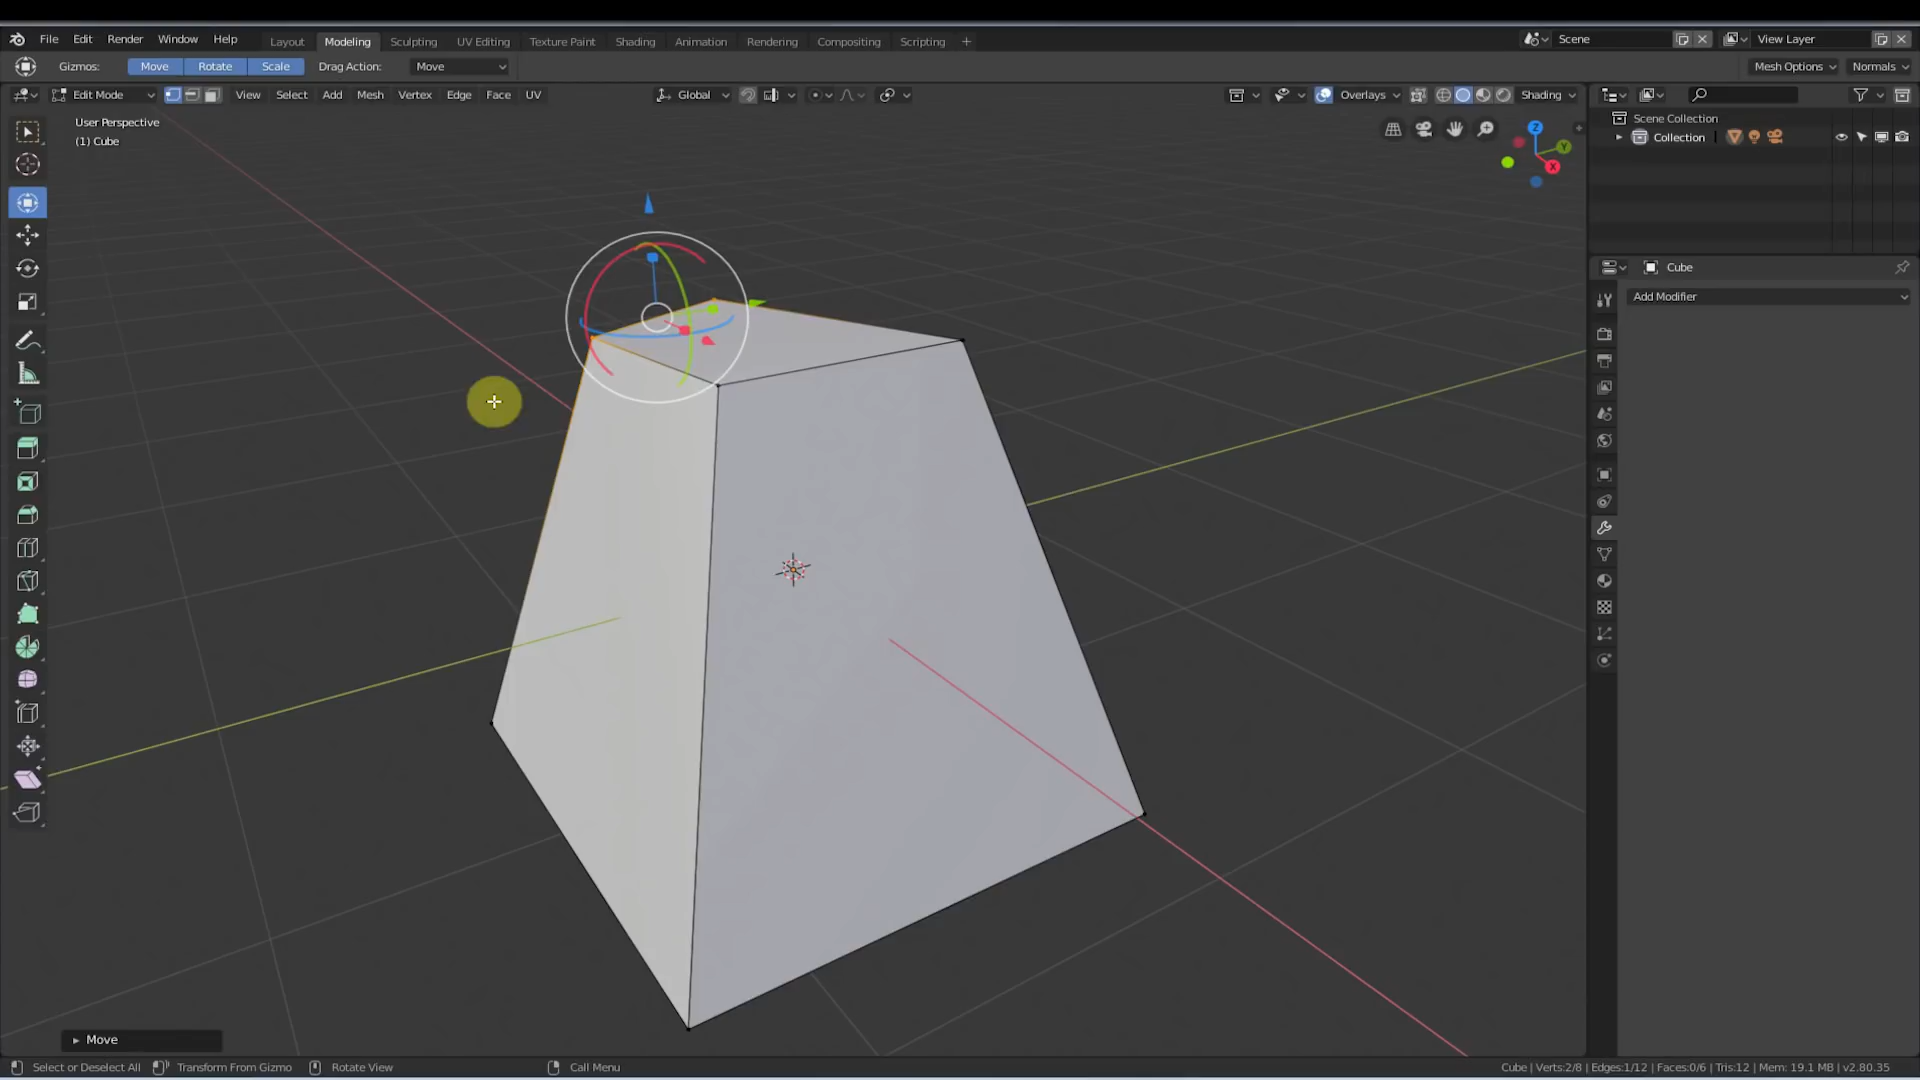 File Edit Render Window Help Layout Modeling Sculpting UV Editing Texture Paint Shading Animation Rendering Compositing Scripting + Scene View Layer
Gizmos: Move Rotate Scale Drag Action: Move Mesh Options Normals
Edit Mode View Select Add Mesh Vertex Edge Face UV Global Overlays Shading
User Perspective
(1) Cube
Z
Y
X
Scene Collection
Collection
Cube
Add Modifier
Move
Select or Deselect All Transform From Gizmo Rotate View Call Menu Cube | Verts:2/8 | Edges:1/12 | Faces:0/6 | Tris:12 | Mem: 19.1 MB | v2.80.35